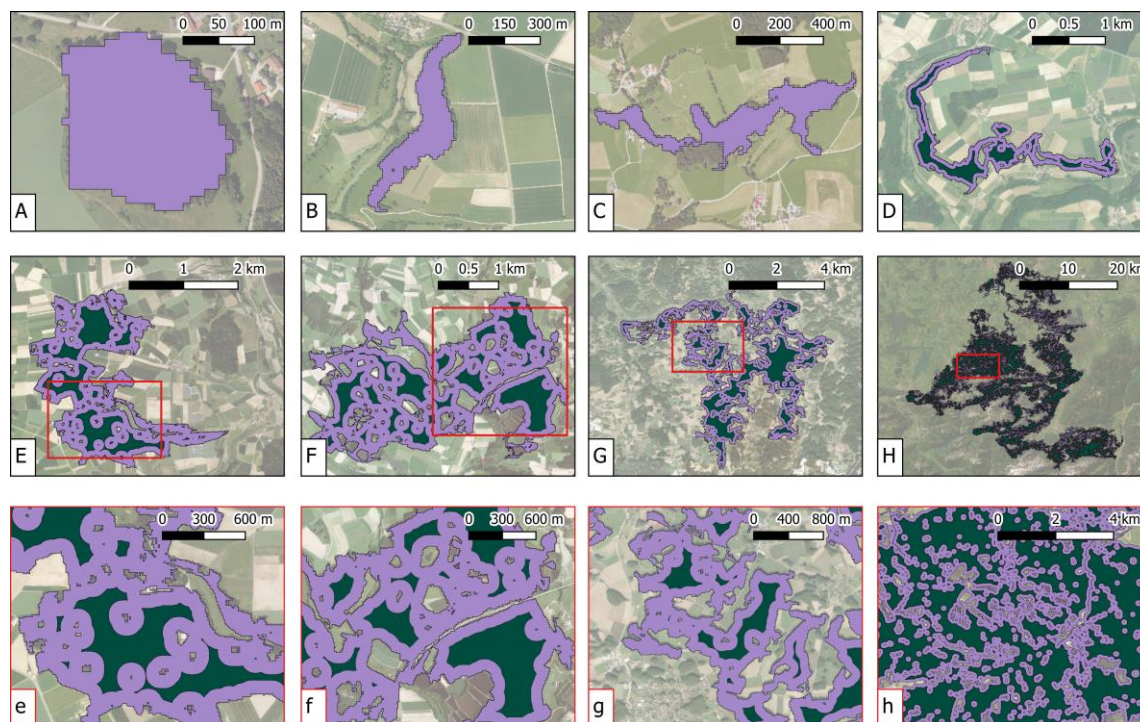 0 50 100 m
A
0 150 300 m
B
0 200 400 m
C
0 0.5 1 km
D
0 1 2 km
E
0 0.5 1 km
F
0 2 4 km
G
0 10 20 km
H
0 300 600 m
e
0 300 600 m
f
0 400 800 m
g
0 2 4 km
h